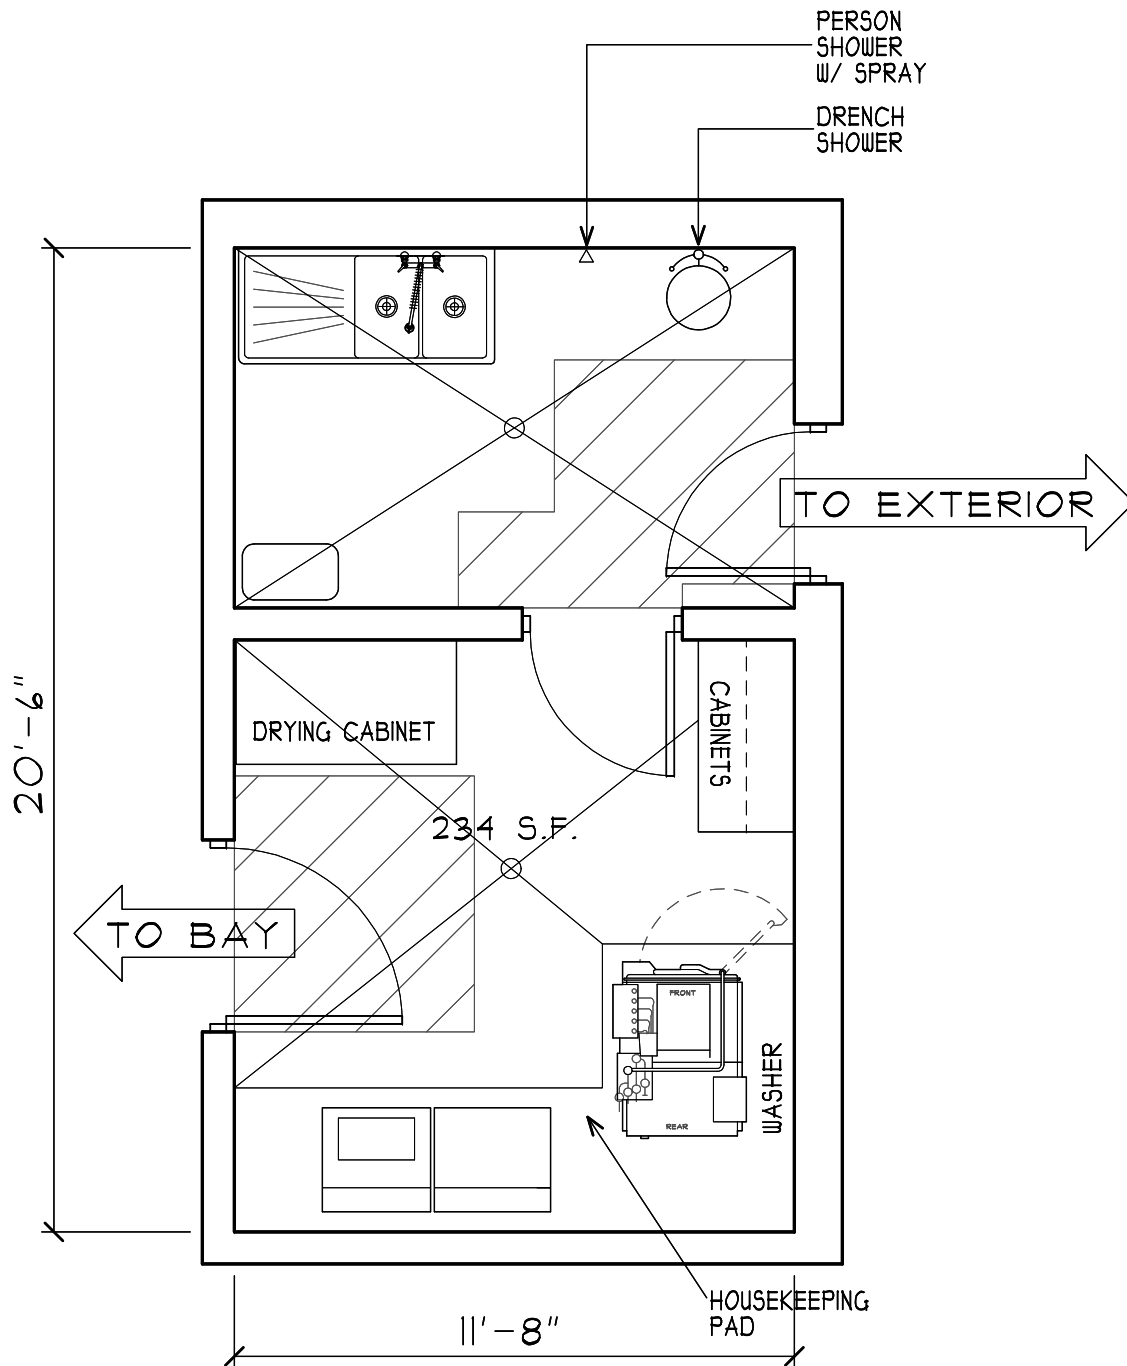 PERSON
SHOWER
W/ SPRAY
DRENCH
SHOWER
TO EXTERIOR
20'-6"
DRYING CABINET
CABINETS
234 S.F.
TO BAY
FRONT
WASHER
REAR
HOUSEKEEPING
PAD
11'-8"